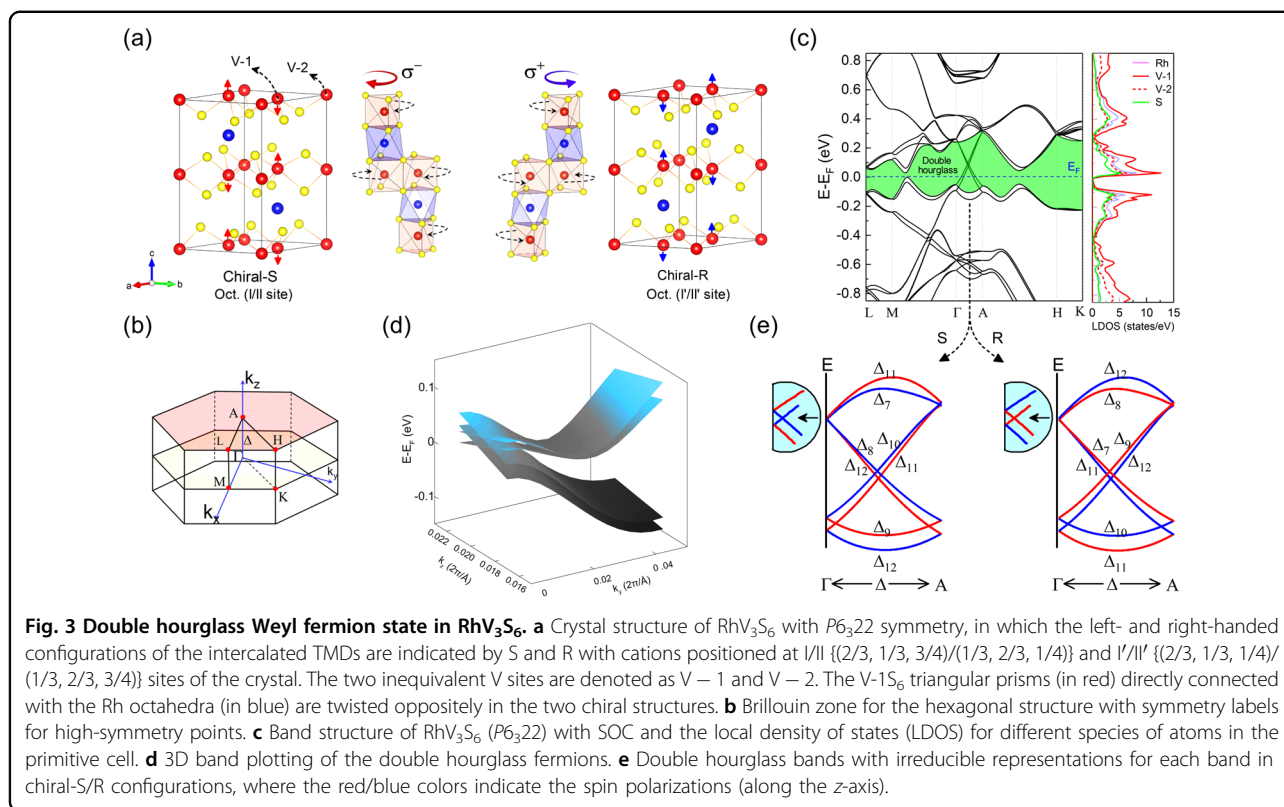 (a)
V-1
V-2
σ⁻
σ⁺
c
a
b
Chiral-S
Oct. (I/II site)
Chiral-R
Oct. (I'/II' site)
(b)
k_z
A
L
Δ
H
Γ
k_y
M
K
k_x
(c)
E-E_F (eV)
0.8
0.6
0.4
0.2
0.0
-0.2
-0.4
-0.6
-0.8
Double
hourglass
E_F
L M Γ A H K
Rh
V-1
V-2
S
0 5 10 15
LDOS (states/eV)
(d)
E-E_F (eV)
0.1
0
-0.1
0.022
0.020
0.018
0.016
k_z (2π/A)
0
0.02
0.04
k_y (2π/A)
(e)
S R
E
Δ₁₁
Δ₇
Δ₁₀
Δ₈
Δ₁₂
Δ₁₁
Δ₉
Δ₁₂
Γ Δ A
E
Δ₁₂
Δ₈
Δ₉
Δ₇
Δ₁₁
Δ₁₂
Δ₁₀
Δ₁₁
Γ Δ A
Fig. 3 Double hourglass Weyl fermion state in RhV₃S₆. a Crystal structure of RhV₃S₆ with P6₃22 symmetry, in which the left- and right-handed
configurations of the intercalated TMDs are indicated by S and R with cations positioned at I/II {(2/3, 1/3, 3/4)/(1/3, 2/3, 1/4)} and I′/II′ {(2/3, 1/3, 1/4)/
(1/3, 2/3, 3/4)} sites of the crystal. The two inequivalent V sites are denoted as V − 1 and V − 2. The V-1S₆ triangular prisms (in red) directly connected
with the Rh octahedra (in blue) are twisted oppositely in the two chiral structures. b Brillouin zone for the hexagonal structure with symmetry labels
for high-symmetry points. c Band structure of RhV₃S₆ (P6₃22) with SOC and the local density of states (LDOS) for different species of atoms in the
primitive cell. d 3D band plotting of the double hourglass fermions. e Double hourglass bands with irreducible representations for each band in
chiral-S/R configurations, where the red/blue colors indicate the spin polarizations (along the z-axis).